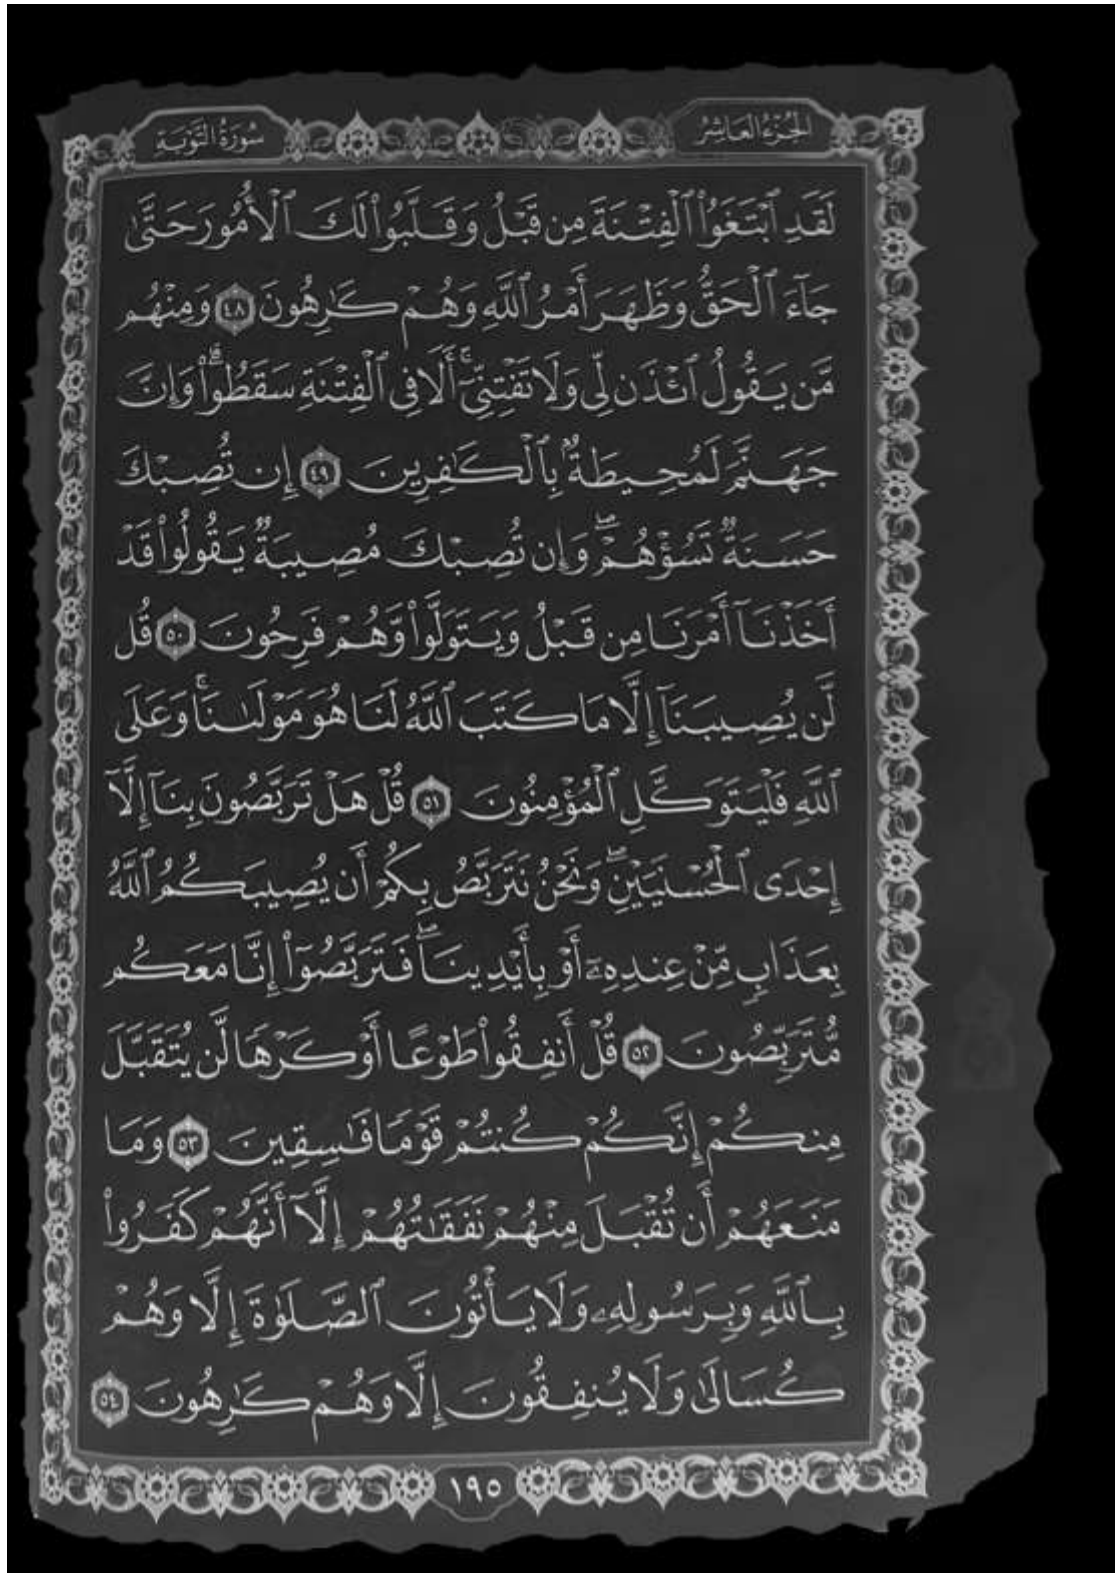 الجزء العاشر
سورة التوبة
لَقَدِ ٱبْتَغَوُاْ ٱلْفِتْنَةَ مِن قَبْلُ وَقَلَّبُواْ لَكَ ٱلْأُمُورَ حَتَّىٰ
جَآءَ ٱلْحَقُّ وَظَهَرَ أَمْرُ ٱللَّهِ وَهُمْ كَٰرِهُونَ ٤٨ وَمِنْهُم
مَّن يَقُولُ ٱئْذَن لِّي وَلَا تَفْتِنِّيٓۚ أَلَا فِي ٱلْفِتْنَةِ سَقَطُواْۗ وَإِنَّ
جَهَنَّمَ لَمُحِيطَةٌۢ بِٱلْكَٰفِرِينَ ٤٩ إِن تُصِبْكَ
حَسَنَةٌ تَسُؤْهُمْۖ وَإِن تُصِبْكَ مُصِيبَةٌ يَقُولُواْ قَدْ
أَخَذْنَآ أَمْرَنَا مِن قَبْلُ وَيَتَوَلَّواْ وَّهُمْ فَرِحُونَ ٥٠ قُل
لَّن يُصِيبَنَآ إِلَّا مَا كَتَبَ ٱللَّهُ لَنَا هُوَ مَوْلَىٰنَاۚ وَعَلَى
ٱللَّهِ فَلْيَتَوَكَّلِ ٱلْمُؤْمِنُونَ ٥١ قُلْ هَلْ تَرَبَّصُونَ بِنَآ إِلَّآ
إِحْدَى ٱلْحُسْنَيَيْنِۖ وَنَحْنُ نَتَرَبَّصُ بِكُمْ أَن يُصِيبَكُمُ ٱللَّهُ
بِعَذَابٍ مِّنْ عِندِهِۦٓ أَوْ بِأَيْدِينَاۖ فَتَرَبَّصُوٓاْ إِنَّا مَعَكُم
مُّتَرَبِّصُونَ ٥٢ قُلْ أَنفِقُواْ طَوْعًا أَوْ كَرْهًا لَّن يُتَقَبَّلَ
مِنكُمْ إِنَّكُمْ كُنتُمْ قَوْمًا فَٰسِقِينَ ٥٣ وَمَا
مَنَعَهُمْ أَن تُقْبَلَ مِنْهُمْ نَفَقَٰتُهُمْ إِلَّآ أَنَّهُمْ كَفَرُواْ
بِٱللَّهِ وَبِرَسُولِهِۦ وَلَا يَأْتُونَ ٱلصَّلَوٰةَ إِلَّا وَهُمْ
كُسَالَىٰ وَلَا يُنفِقُونَ إِلَّا وَهُمْ كَٰرِهُونَ ٥٤
١٩٥